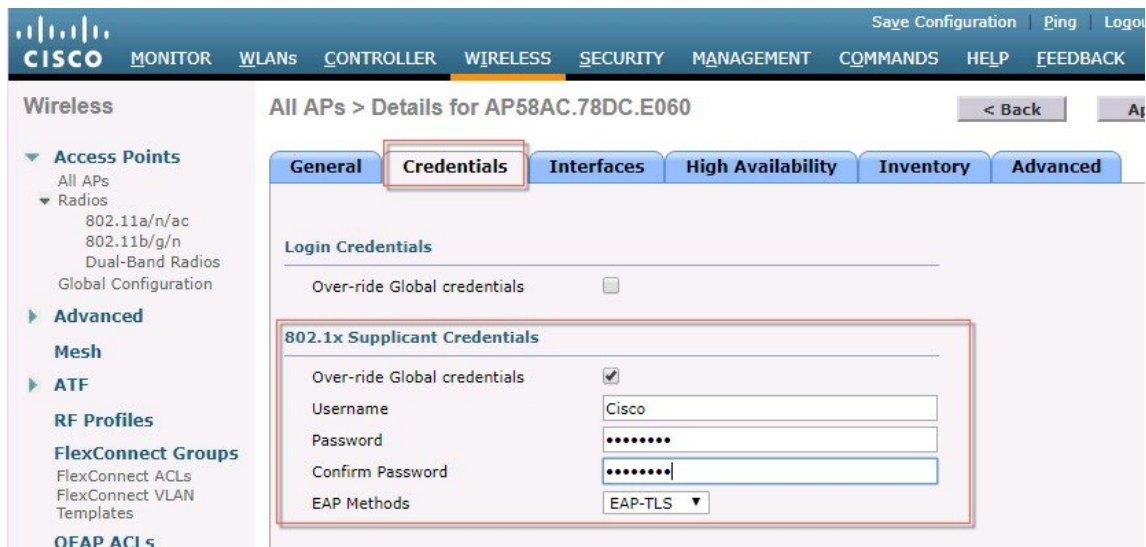 Save Configuration | Ping | Logou
CISCO MONITOR WLANs CONTROLLER WIRELESS SECURITY MANAGEMENT COMMANDS HELP FEEDBACK
Wireless
Access Points
All APs
Radios
802.11a/n/ac
802.11b/g/n
Dual-Band Radios
Global Configuration
Advanced
Mesh
ATF
RF Profiles
FlexConnect Groups
FlexConnect ACLs
FlexConnect VLAN
Templates
OEAP ACLs
All APs > Details for AP58AC.78DC.E060
< Back
Ap
General Credentials Interfaces High Availability Inventory Advanced
Login Credentials
Over-ride Global credentials
802.1x Supplicant Credentials
Over-ride Global credentials
Username Cisco
Password ••••••••
Confirm Password ••••••••
EAP Methods EAP-TLS